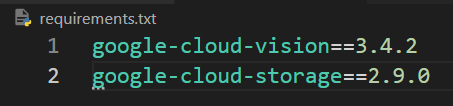 requirements.txt
1 google-cloud-vision==3.4.2
2 google-cloud-storage==2.9.0